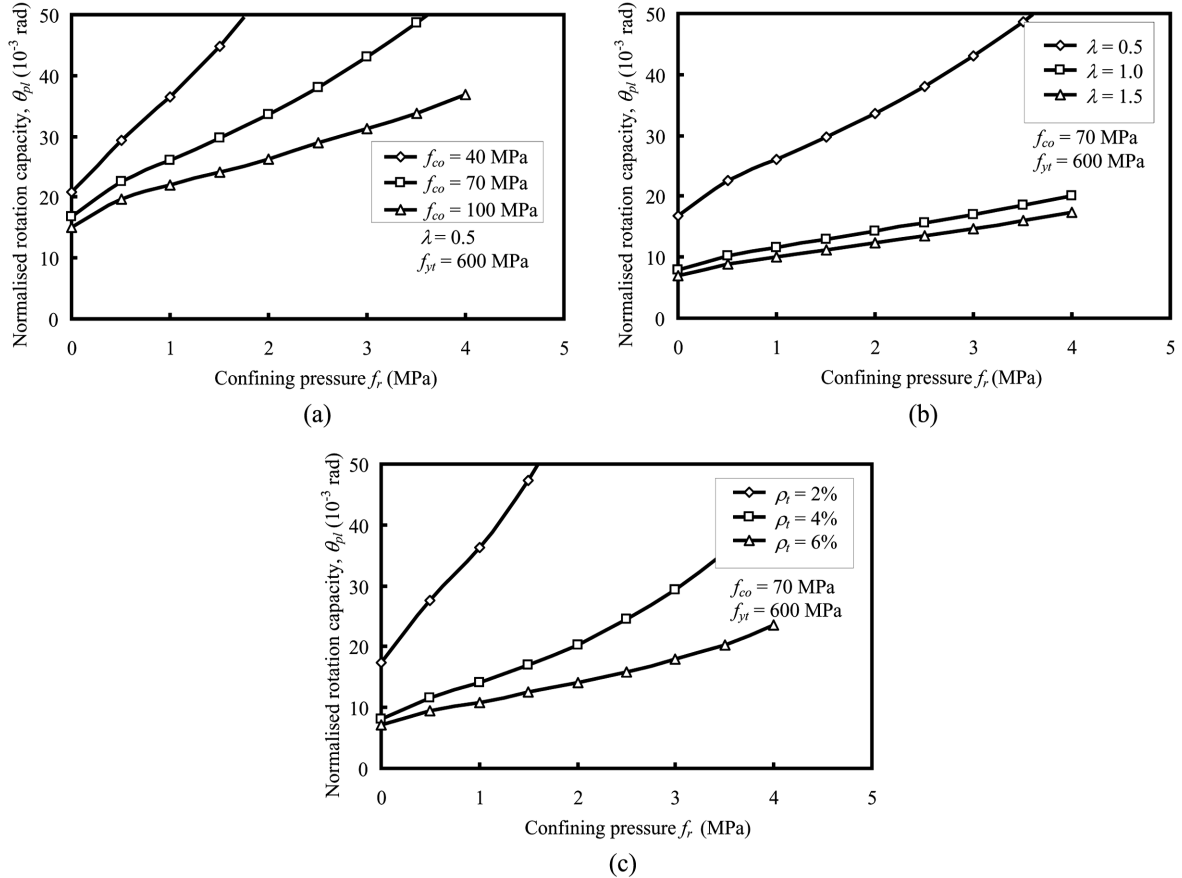 Normalised rotation capacity, θpl (10-3 rad)
50
40
30
20
10
0
fco = 40 MPa
fco = 70 MPa
fco = 100 MPa
λ = 0.5
fyt = 600 MPa
0 1 2 3 4 5
Confining pressure fr (MPa)
(a)
Normalised rotation capacity, θpl (10-3 rad)
50
40
30
20
10
0
λ = 0.5
λ = 1.0
λ = 1.5
fco = 70 MPa
fyt = 600 MPa
0 1 2 3 4 5
Confining pressure fr (MPa)
(b)
Normalised rotation capacity, θpl (10-3 rad)
50
40
30
20
10
0
ρt = 2%
ρt = 4%
ρt = 6%
fco = 70 MPa
fyt = 600 MPa
0 1 2 3 4 5
Confining pressure fr (MPa)
(c)